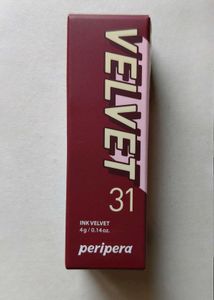 VELVET
31
INK VELVET
4g / 0.14oz.
peripera